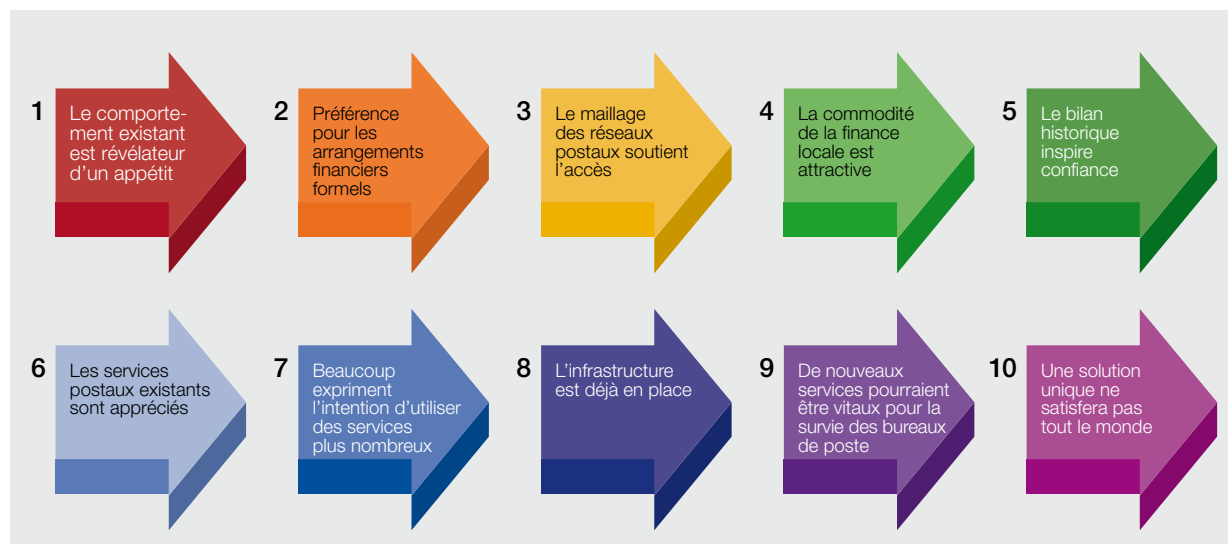 1
Le comporte-
ment existant
est révélateur
d'un appétit
2
Préférence
pour les
arrangements
financiers
formels
3
Le maillage
des réseaux
postaux soutient
l'accès
4
La commodité
de la finance
locale est
attractive
5
Le bilan
historique
inspire
confiance
6
Les services
postaux existants
sont appréciés
7
Beaucoup
expriment
l'intention d'utiliser
des services
plus nombreux
8
L'infrastructure
est déjà en place
9
De nouveaux
services pourraient
être vitaux pour la
survie des bureaux
de poste
10
Une solution
unique ne
satisfera pas
tout le monde